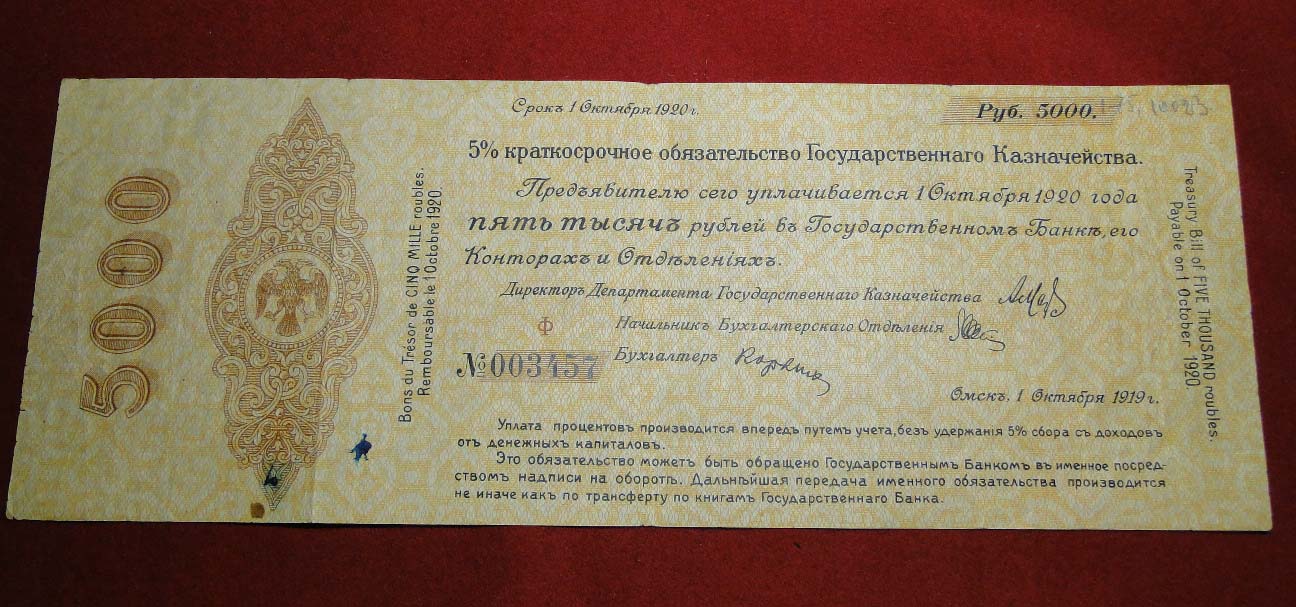 5000
Bons du Trésor de CINQ MILLE roubles.
Remboursable le 1 Octobre 1920.
Срокъ 1 Октября 1920 г.
Руб. 5000.
5% краткосрочное обязательство Государственнаго Казначейства.
Предъявителю сего уплачивается 1 Октября 1920 года
пять тысячъ рублей въ Государственномъ Банкѣ, его
Конторахъ и Отдѣленіяхъ.
Директоръ Департамента Государственнаго Казначейства
Ф
Начальникъ Бухгалтерскаго Отдѣленія
№ 003457
Бухгалтеръ
Омскъ, 1 Октября 1919 г.
Уплата процентовъ производится впередъ путемъ учета, безъ удержанія 5% сбора съ доходовъ
отъ денежныхъ капиталовъ.
Это обязательство можетъ быть обращено Государственнымъ Банкомъ въ именное посред-
ствомъ надписи на оборотѣ. Дальнѣйшая передача именного обязательства производится
не иначе какъ по трансферту по книгамъ Государственнаго Банка.
Treasury Bill of FIVE THOUSAND roubles.
Payable on 1 October 1920.